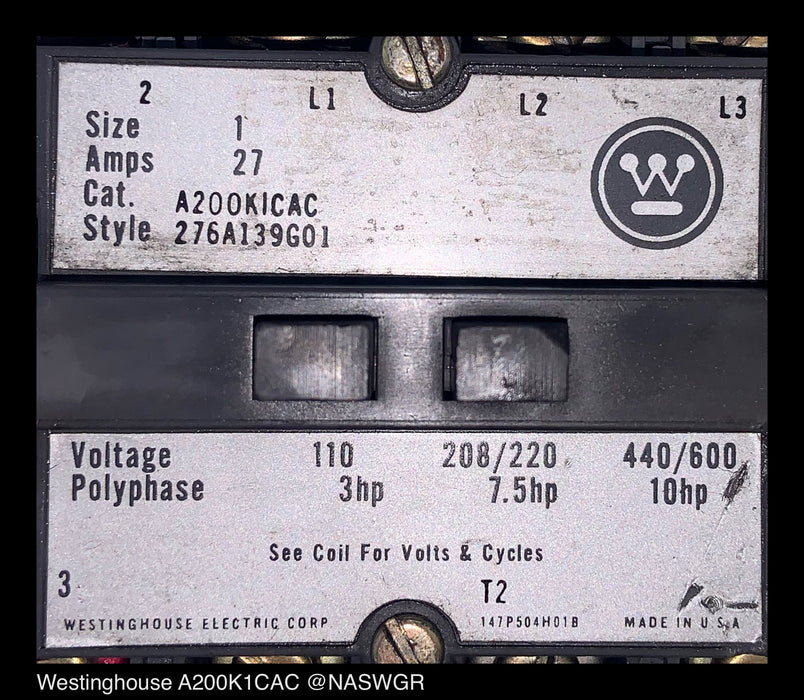 2 L1 L2 L3
Size 1
Amps 27
Cat. A200K1CAC
Style 276A139G01
W
Voltage 110 208/220 440/600
Polyphase 3hp 7.5hp 10hp
See Coil For Volts & Cycles
3 T2
WESTINGHOUSE ELECTRIC CORP 147P504H01B MADE IN U.S.A
Westinghouse A200K1CAC @NASWGR